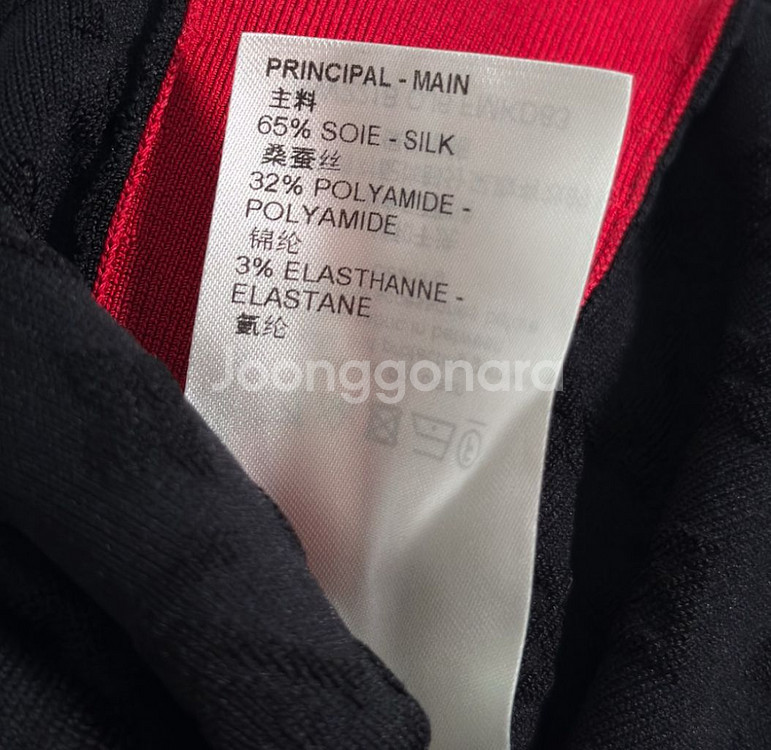 PRINCIPAL - MAIN
主料
65% SOIE - SILK
桑蚕丝
32% POLYAMIDE -
POLYAMIDE
锦纶
3% ELASTHANNE -
ELASTANE
氨纶
Joonggonara